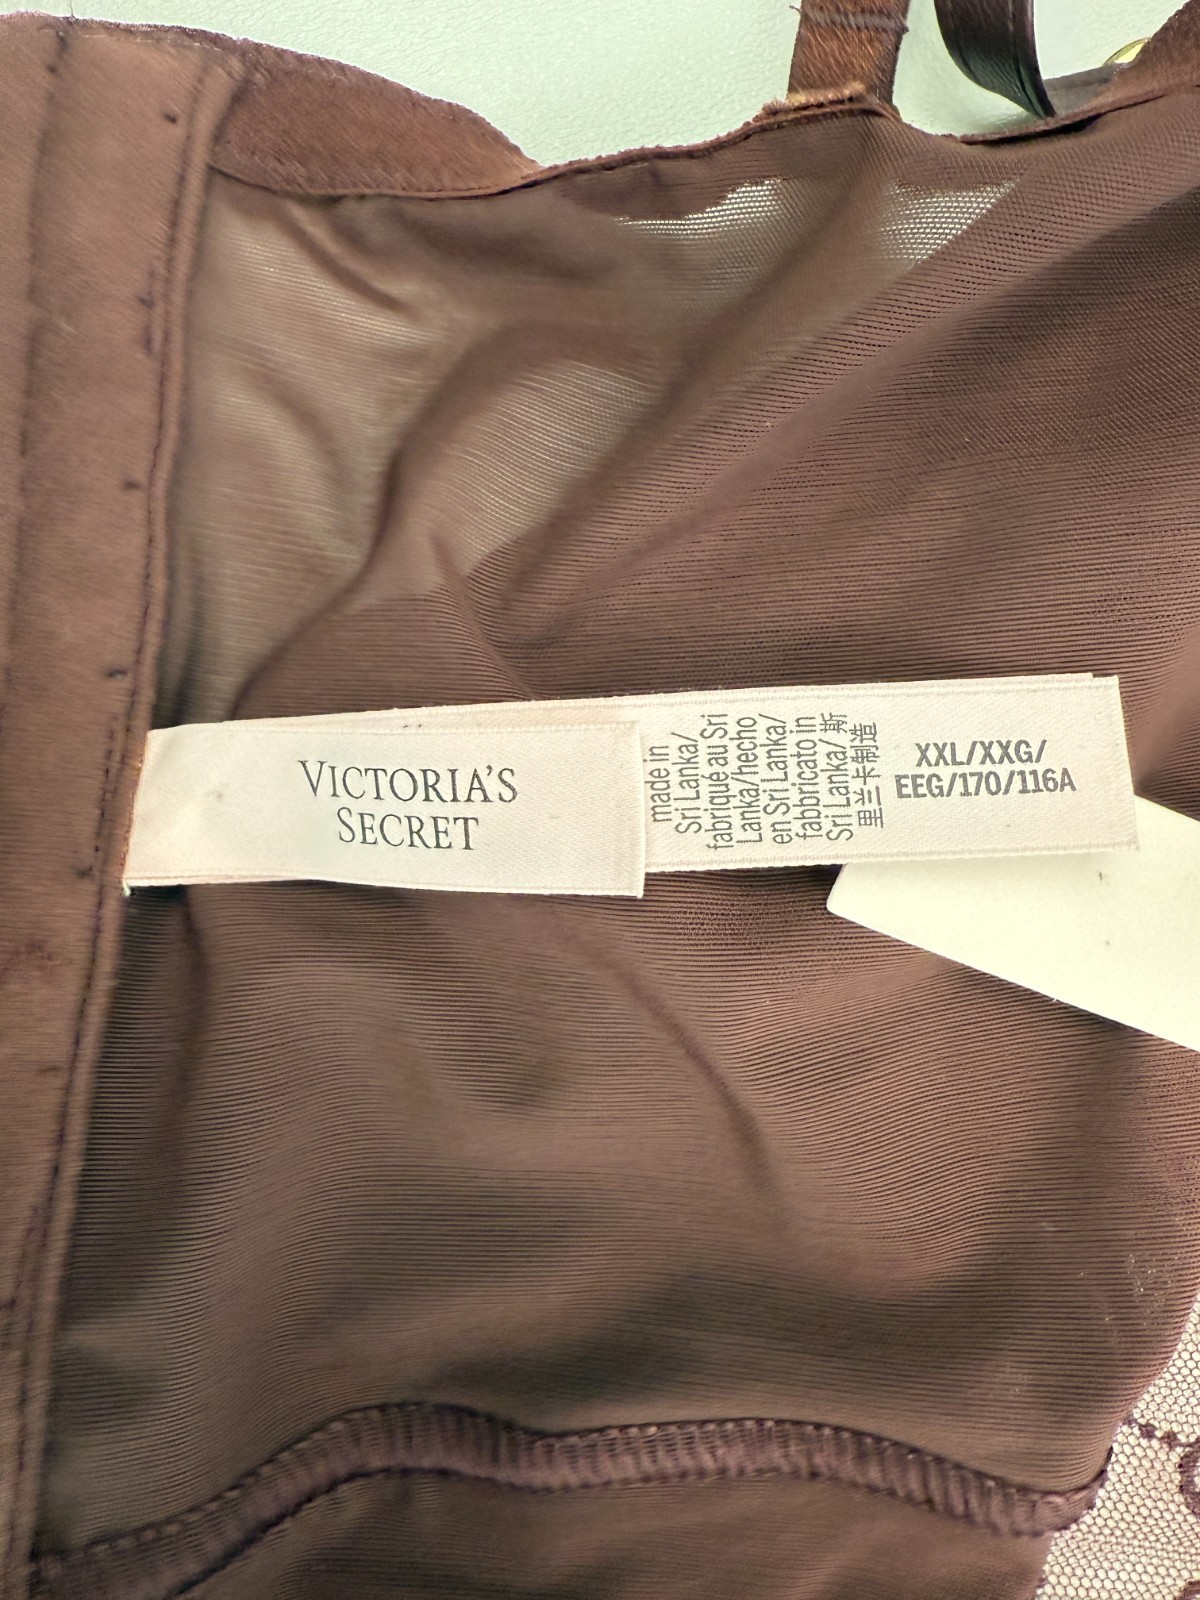 VICTORIA'S
SECRET
made in
Sri Lanka/
fabriqué au Sri
Lanka/hecho
en Sri Lanka/
fabbricato in
Sri Lanka/ 斯
里兰卡制造
XXL/XXG/
EEG/170/116A